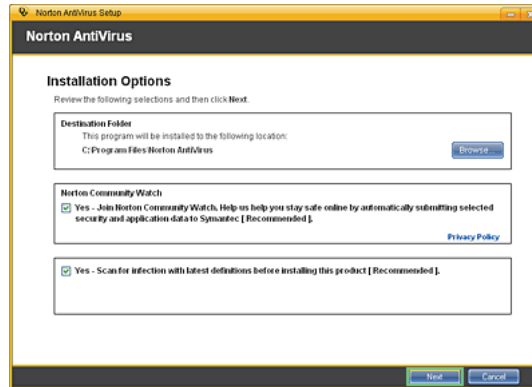 Norton AntiVirus Setup
Norton AntiVirus
Installation Options
Review the following selections and then click Next.
Destination Folder
This program will be installed to the following location:
C:\Program Files\Norton AntiVirus
Browse...
Norton Community Watch
Yes - Join Norton Community Watch, Help us help you stay safe online by automatically submitting selected
security and application data to Symantec [ Recommended ].
Privacy Policy
Yes - Scan for infection with latest definitions before installing this product [ Recommended ].
Next
Cancel